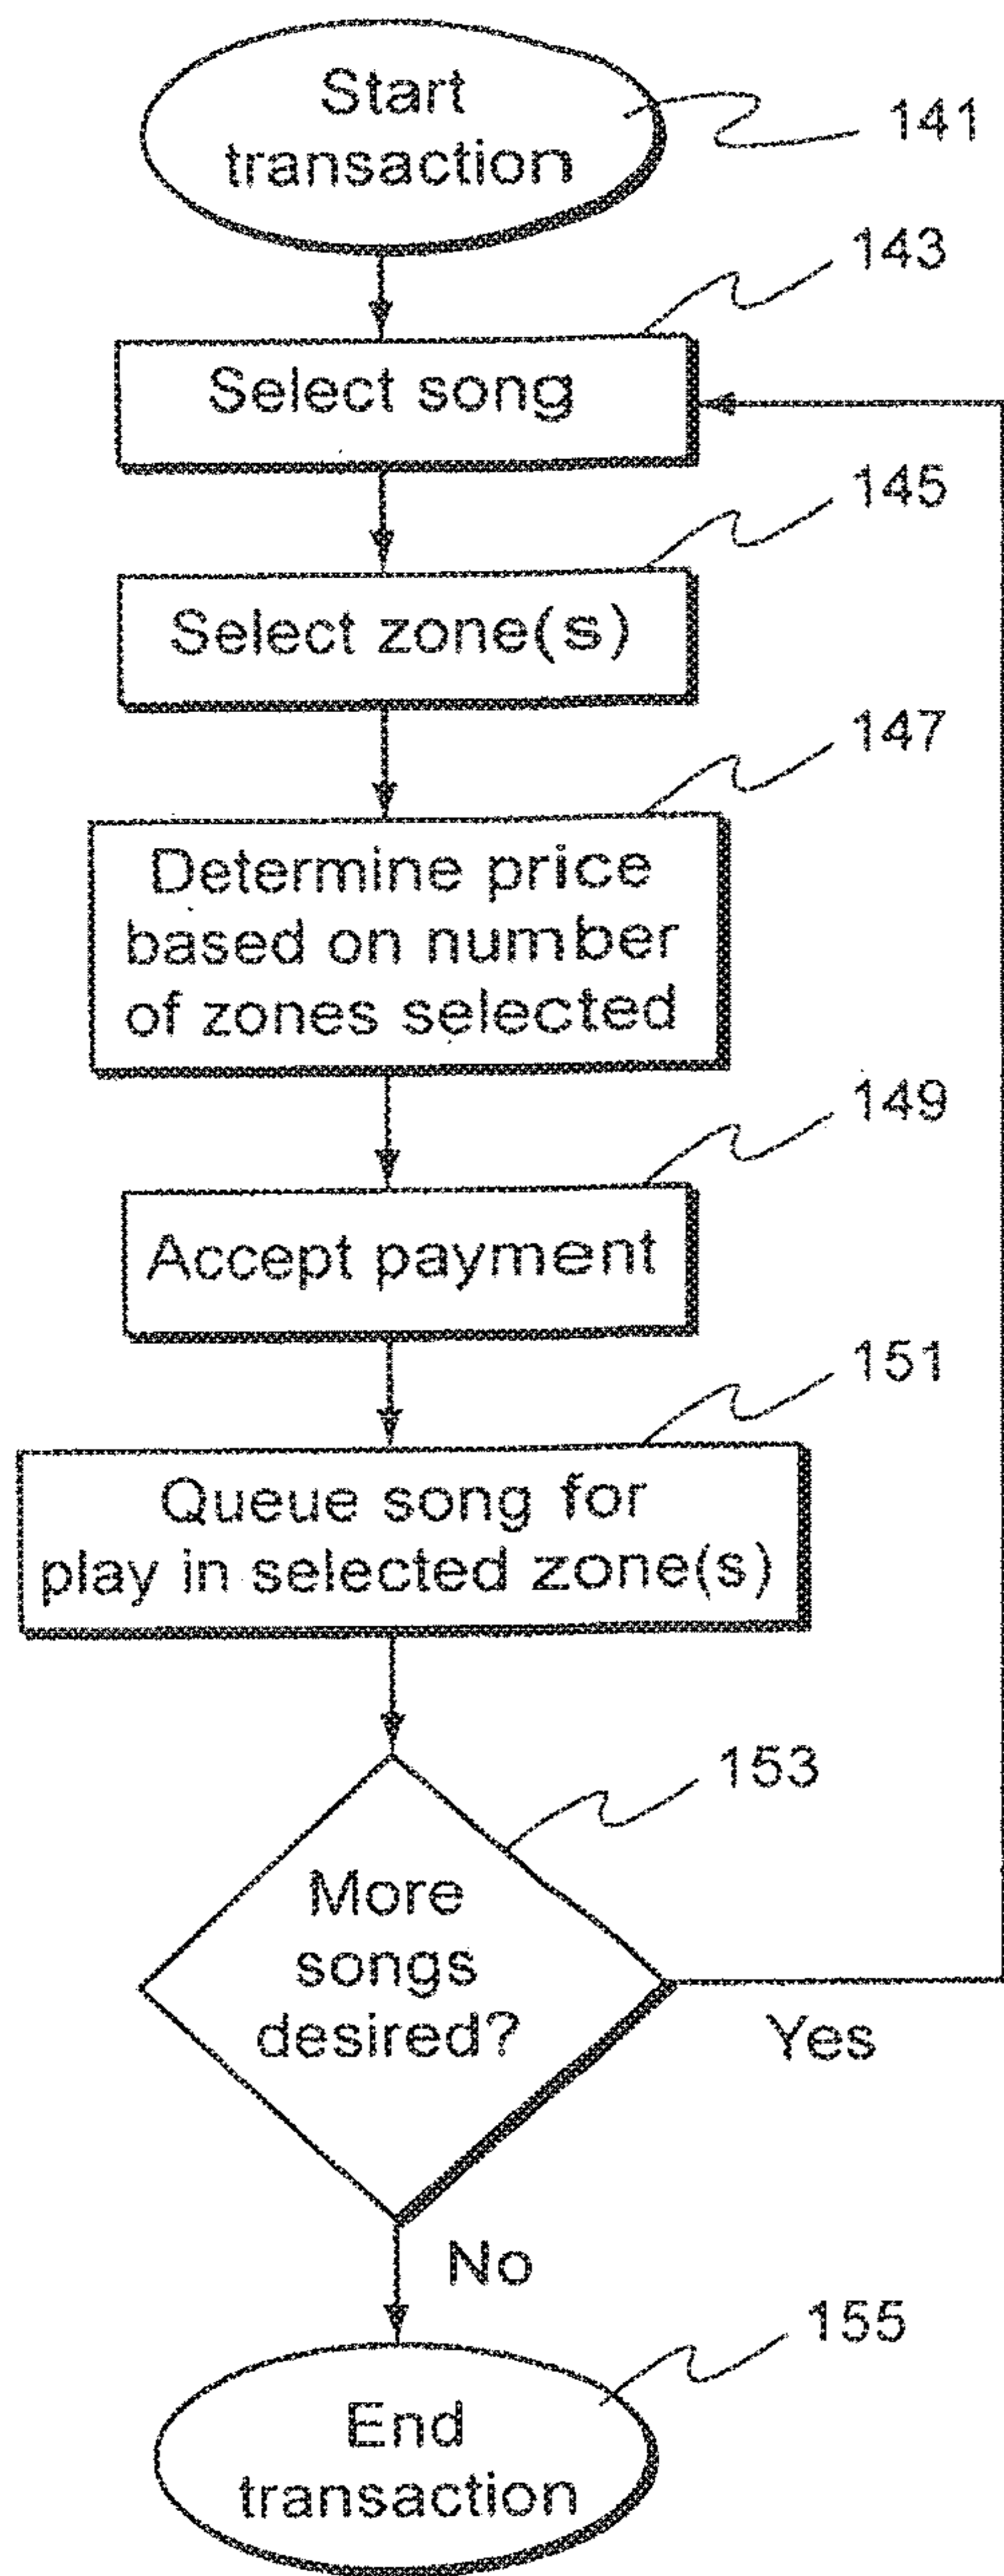 Start
transaction
141
143
Select song
145
Select zone(s)
147
Determine price
based on number
of zones selected
149
Accept payment
151
Queue song for
play in selected zone(s)
153
More
songs
desired?
Yes
No
155
End
transaction